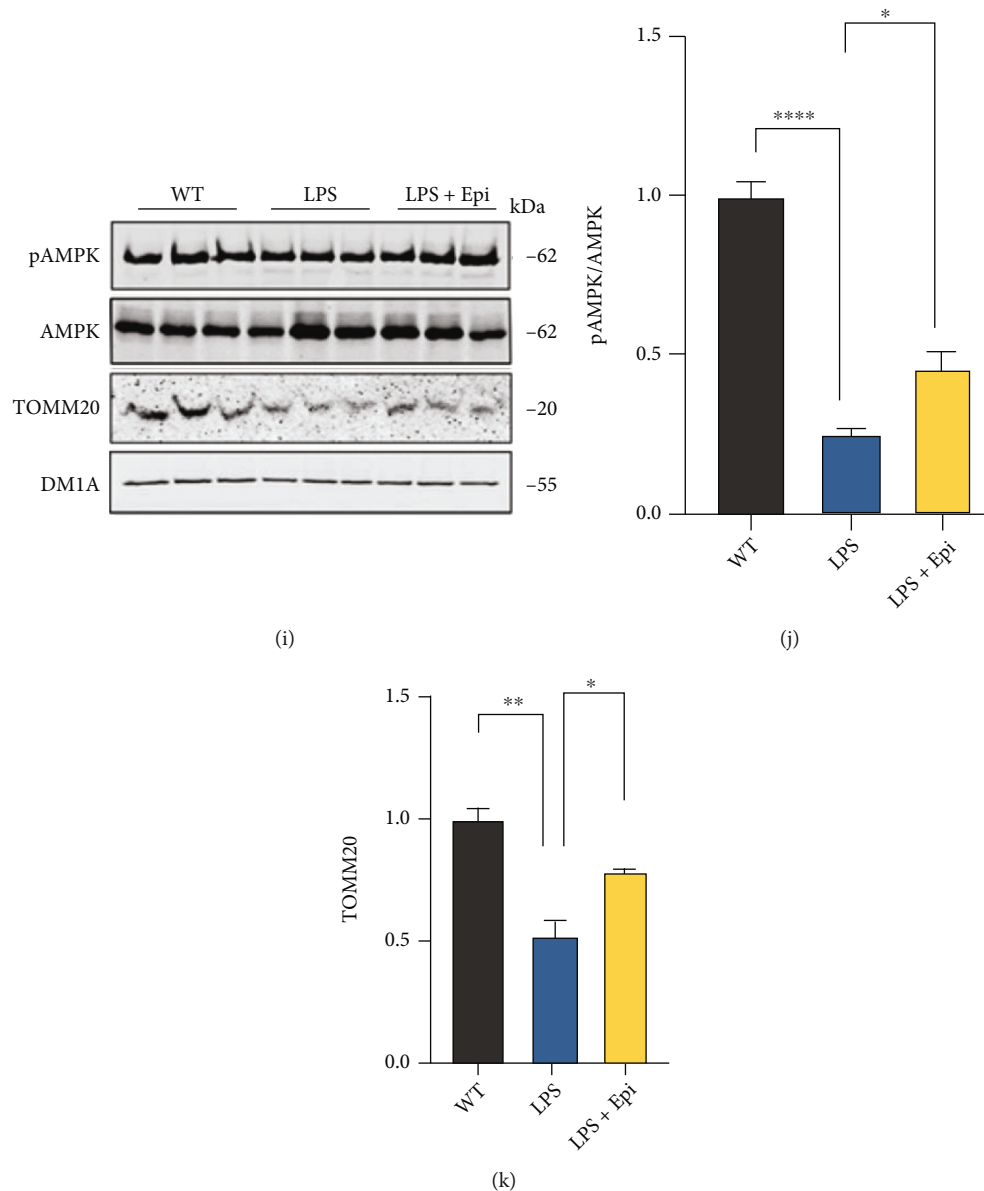 WT LPS LPS + Epi kDa
pAMPK –62
AMPK –62
TOMM20 –20
DM1A –55
(i)
pAMPK/AMPK
1.5
1.0
0.5
0.0
****
*
WT LPS LPS + Epi
(j)
TOMM20
1.5
1.0
0.5
0.0
**
*
WT LPS LPS + Epi
(k)